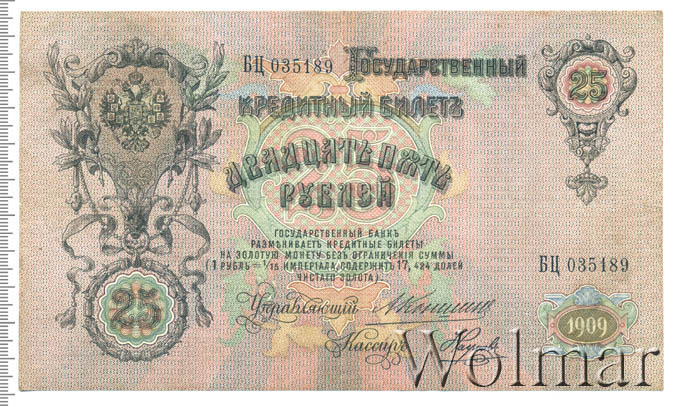 БЦ 035189 Государственный
25
Кредитный Билетъ
Двадцать пять
рублей
ГОСУДАРСТВЕННЫЙ БАНКЪ
РАЗМѢНИВАЕТЪ КРЕДИТНЫЕ БИЛЕТЫ
НА ЗОЛОТУЮ МОНЕТУ БЕЗЪ ОГРАНИЧЕНІЯ СУММЫ
(1 РУБЛЬ = 1/15 ИМПЕРІАЛА, СОДЕРЖИТЪ 17,424 ДОЛЕЙ
ЧИСТАГО ЗОЛОТА).
БЦ 035189
25
25
Управляющій
Кассиръ
1909
Wolmar